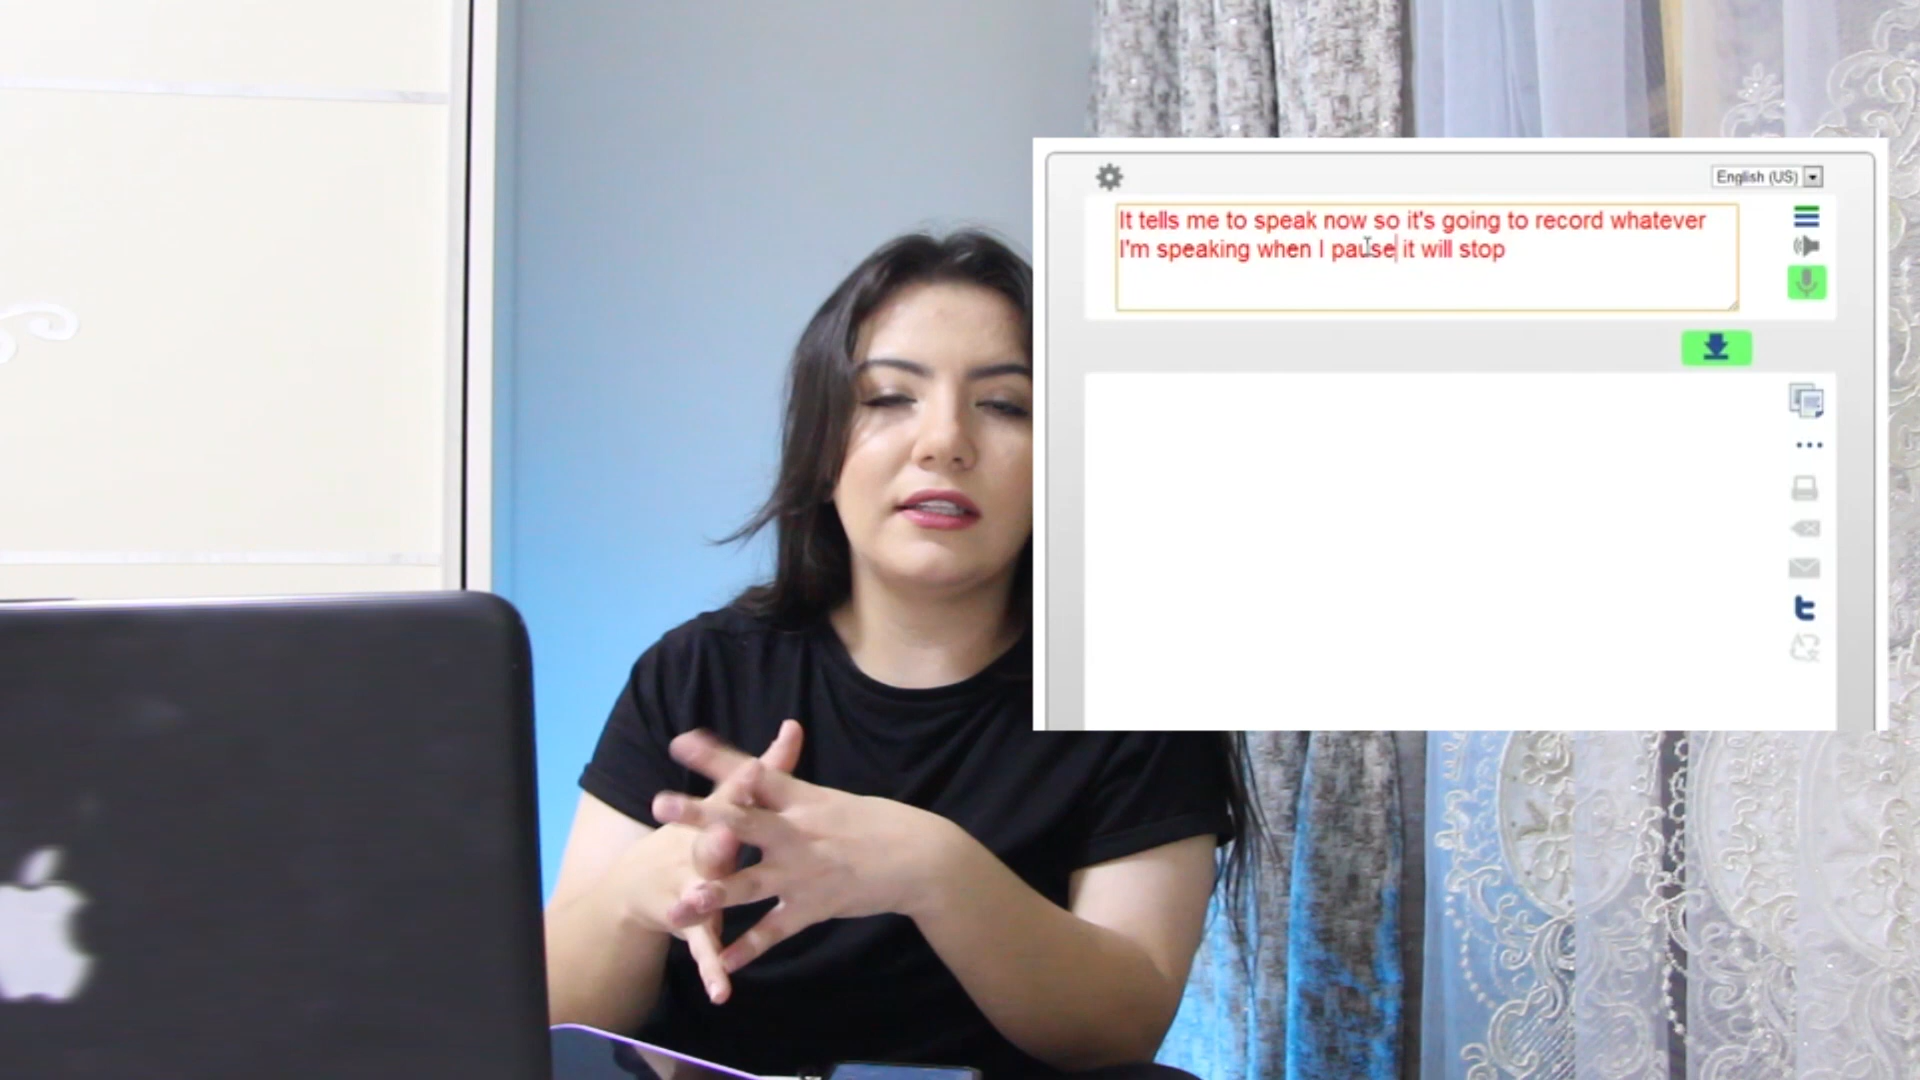 English (US)
It tells me to speak now so it's going to record whatever
I'm speaking when I pause it will stop